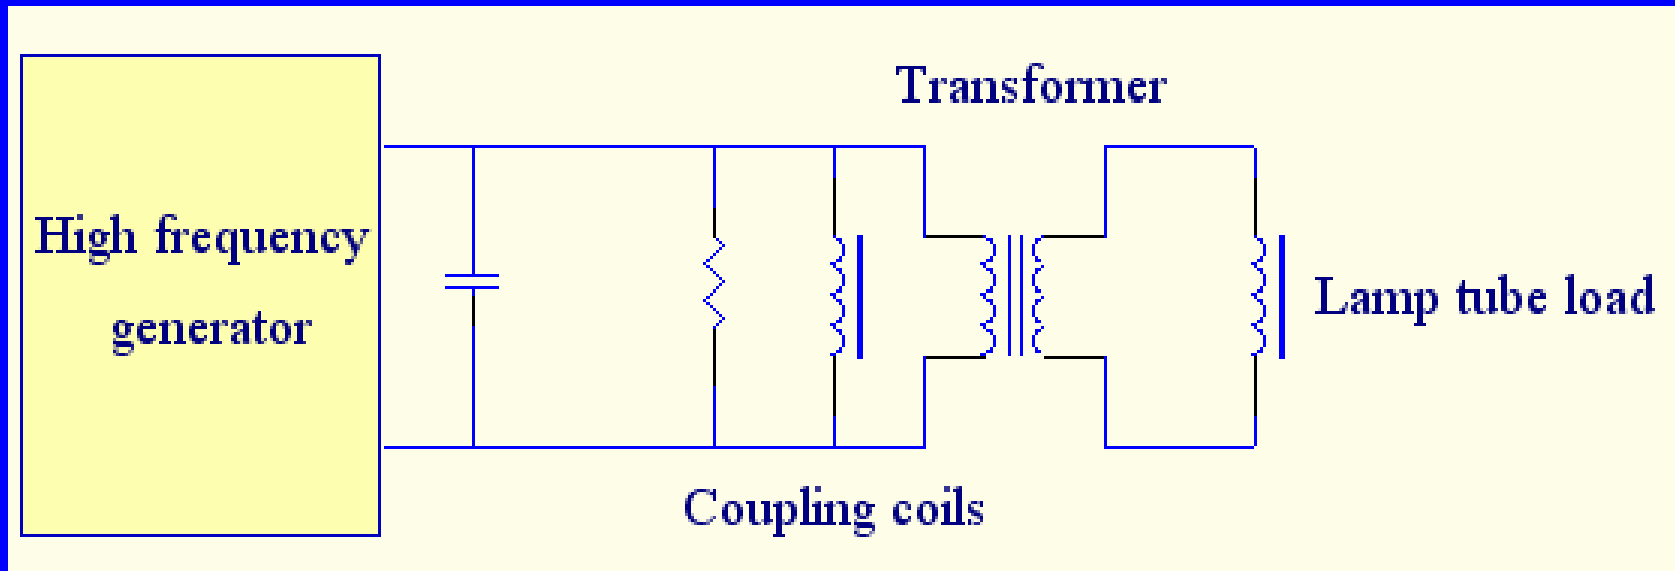 Transformer
High frequency
generator
Lamp tube load
Coupling coils